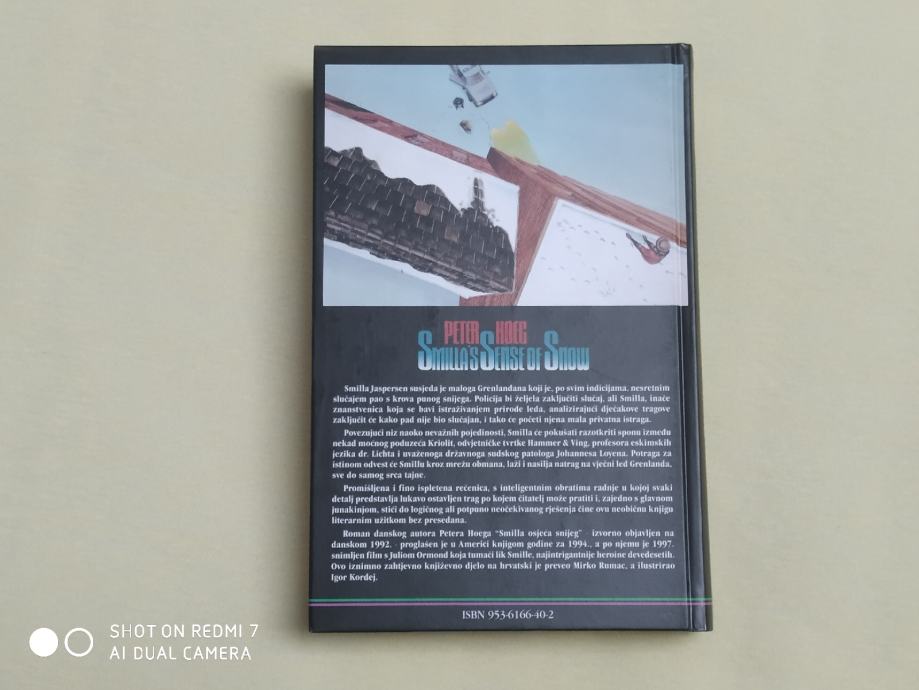 PETER HOEG
SMILLA'S SENSE OF SNOW
Smilla Jaspersen susjeda je maloga Grenlanđana koji je, po svim indicijama, nesretnim
slučajem pao s krova punog snijega. Policija bi željela zaključiti slučaj, ali Smilla, inače
znanstvenica koja se bavi istraživanjem prirode leda, analizirajući dječakove tragove
zaključit će kako pad nije bio slučajan, i tako će početi njena mala privatna istraga.
Povezujući niz naoko nevažnih pojedinosti, Smilla će pokušati razotkriti sponu između
nekad moćnog poduzeća Kriolit, odvjetničke tvrtke Hammer & Ving, profesora eskimskih
jezika dr. Lichta i uvaženoga državnoga sudskog patologa Johannesa Loyena. Potraga za
istinom odvest će Smillu kroz mrežu obmana, laži i nasilja natrag na vječni led Grenlanda,
sve do samog srca tajne.
Promišljena i fino ispletena rečenica, s inteligentnim obratima radnje u kojoj svaki
detalj predstavlja lukavo ostavljen trag po kojem čitatelj može pratiti i, zajedno s glavnom
junakinjom, stići do logičnog ali potpuno neočekivanog rješenja čine ovu neobičnu knjigu
literarnim užitkom bez presedana.
Roman danskog autora Petera Hoega "Smilla osjeća snijeg" - izvorno objavljen na
danskom 1992. - proglašen je u Americi knjigom godine za 1994., a po njemu je 1997.
snimljen film s Juliom Ormond koja tumači lik Smille, najintrigantnije heroine devedesetih.
Ovo iznimno zahtjevno književno djelo na hrvatski je preveo Mirko Rumac, a ilustrirao
Igor Kordej.
ISBN 953-6166-40-2
SHOT ON REDMI 7
AI DUAL CAMERA